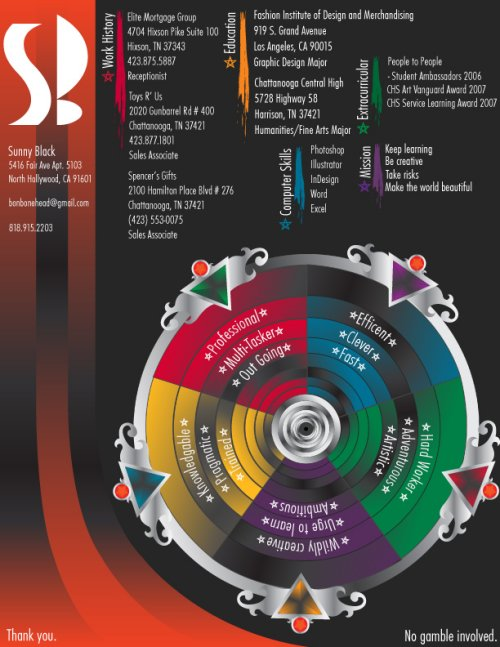 SB
Sunny Black
5416 Fair Ave Apt. 5103
North Hollywood, CA 91601
bonbonehead@gmail.com
818.915.2203
Work History
Elite Mortgage Group
4704 Hixson Pike Suite 100
Hixson, TN 37343
423.875.5887
Receptionist
Toys R' Us
2020 Gunbarrel Rd # 400
Chattanooga, TN 37421
423.877.1801
Sales Associate
Spencer's Gifts
2100 Hamilton Place Blvd # 276
Chattanooga, TN 37421
(423) 553-0075
Sales Associate
Education
Fashion Institute of Design and Merchandising
919 S. Grand Avenue
Los Angeles, CA 90015
Graphic Design Major
Chattanooga Central High
5728 Highway 58
Harrison, TN 37421
Humanities/Fine Arts Major
Extracurricular
People to People
- Student Ambassadors 2006
CHS Art Vanguard Award 2007
CHS Service Learning Award 2007
Computer Skills
Photoshop
Illustrator
InDesign
Word
Excel
Mission
Keep learning
Be creative
Take risks
Make the world beautiful
Professional
Multi-Tasker
Out Going
Efficent
Clever
Fast
Hard Worker
Adventurous
Artistic
Ambitious
Urge to learn
Wildly creative
Knowledgable
Pragmatic
Trained
Thank you.
No gamble involved.